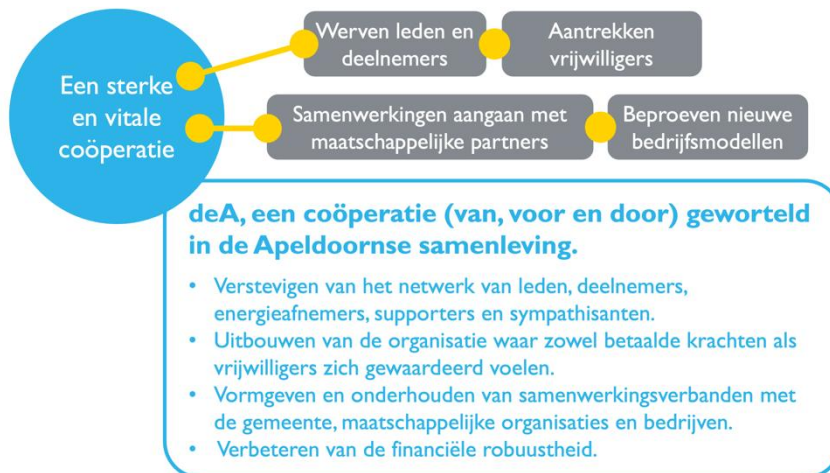 Een sterke
en vitale
coöperatie
Werven leden en
deelnemers
Aantrekken
vrijwilligers
Samenwerkingen aangaan met
maatschappelijke partners
Beproeven nieuwe
bedrijfsmodellen
deA, een coöperatie (van, voor en door) geworteld
in de Apeldoornse samenleving.
• Verstevigen van het netwerk van leden, deelnemers,
energieafnemers, supporters en sympathisanten.
• Uitbouwen van de organisatie waar zowel betaalde krachten als
vrijwilligers zich gewaardeerd voelen.
• Vormgeven en onderhouden van samenwerkingsverbanden met
de gemeente, maatschappelijke organisaties en bedrijven.
• Verbeteren van de financiële robuustheid.